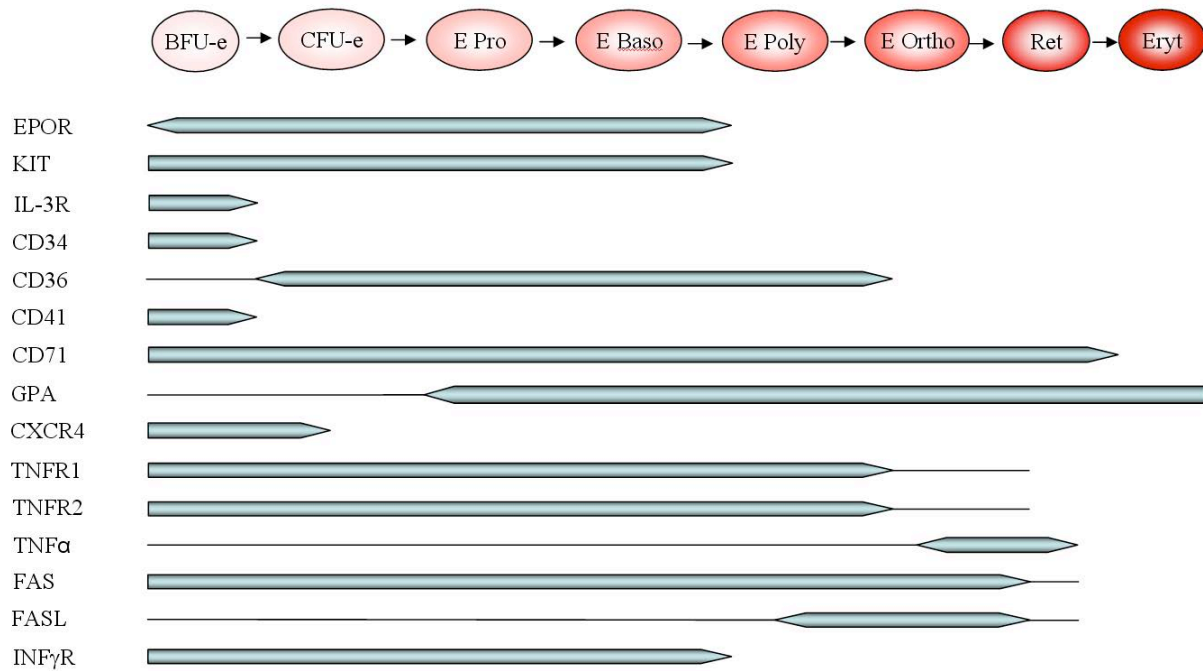 BFU-e CFU-e E Pro E Baso E Poly E Ortho Ret Eryt
EPOR
KIT
IL-3R
CD34
CD36
CD41
CD71
GPA
CXCR4
TNFR1
TNFR2
TNFα
FAS
FASL
INFγR